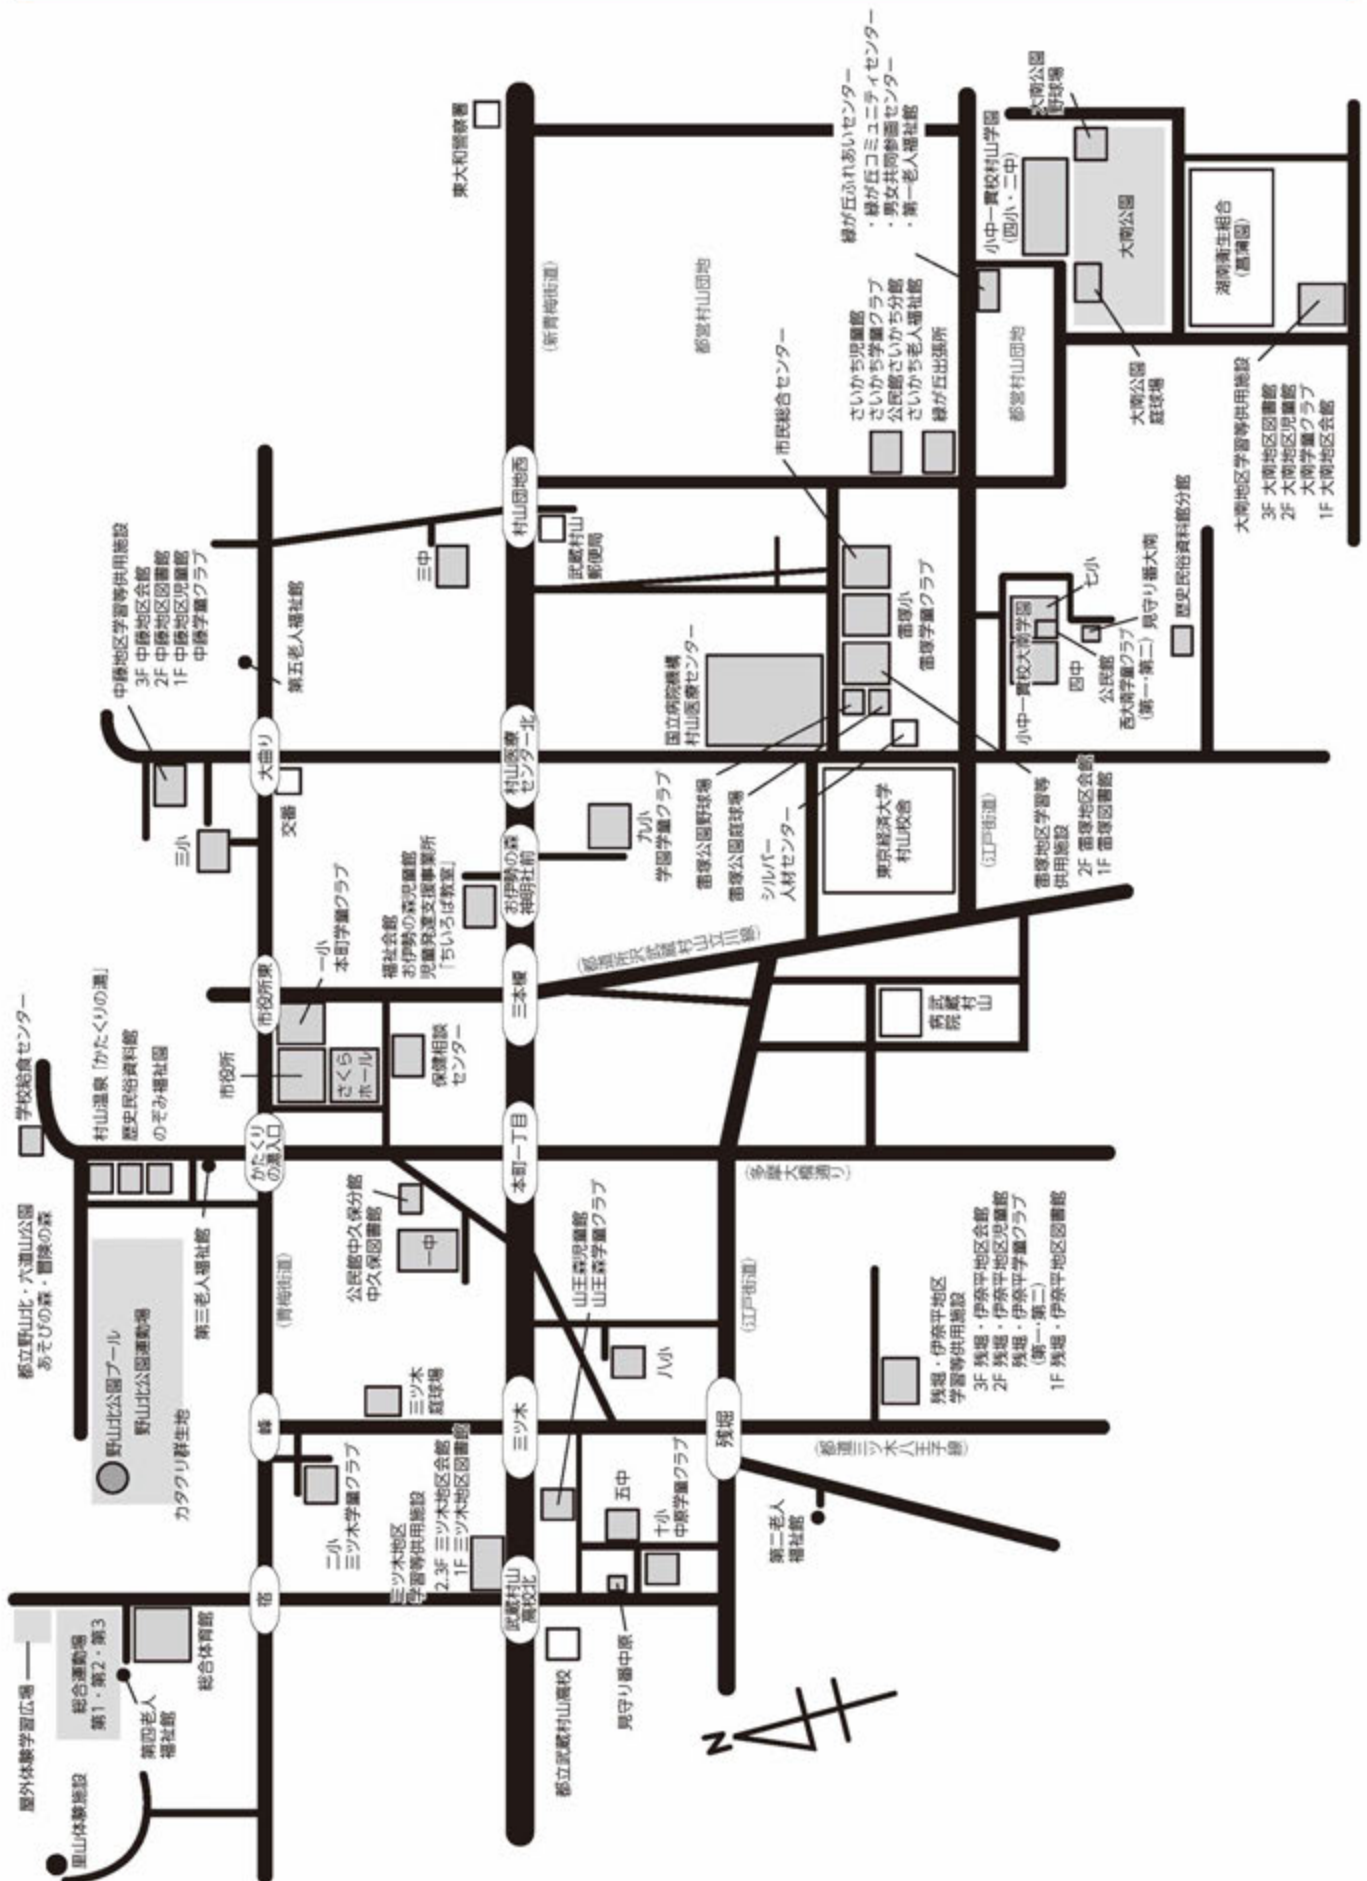 屋外体験学習広場
里山体験施設
総合運動場
第1・第2・第3
第四老人
福祉館
総合体育館
宿
都立野山北・六道山公園
あそびの森・冒険の森
野山北公園プール
野山北公園運動場
カタクリ群生地
第三老人福祉館
学校給食センター
村山温泉「かたくりの湯」
歴史民俗資料館
のぞみ福祉園
(青梅街道)
峰
かたくり
の湯入口
市役所
市役所東
さくら
ホール
一小
本町学童クラブ
保健相談
センター
中藤地区学習等供用施設
3F 中藤地区会館
2F 中藤地区図書館
1F 中藤地区児童館
中藤学童クラブ
三小
大曲り
交番
第五老人福祉館
二小
三ツ木学童クラブ
三ツ木
庭球場
三ツ木地区
学習等供用施設
2.3F 三ツ木地区会館
1F 三ツ木地区図書館
公民館中久保分館
中久保図書館
一中
福祉会館
お伊勢の森児童館
児童発達支援事業所
「ちいろば教室」
三中
東大和警察署
武蔵村山
高校北
三ツ木
本町一丁目
三本榎
お伊勢の森
神明社前
村山医療
センター北
村山団地西
(新青梅街道)
都立武蔵村山高校
見守り番中原
五中
十小
中原学童クラブ
山王森児童館
山王森学童クラブ
八小
九小
学園学童クラブ
武蔵村山
郵便局
国立病院機構
村山医療センター
都営村山団地
(都道所沢武蔵村山立川線)
雷塚公園野球場
雷塚公園庭球場
シルバー
人材センター
市民総合センター
雷塚小
雷塚学童クラブ
さいかち児童館
さいかち学童クラブ
公民館さいかち分館
さいかち老人福祉館
緑が丘出張所
緑が丘ふれあいセンター
・緑が丘コミュニティセンター
・男女共同参画センター
・第一老人福祉館
残堀
(江戸街道)
(多摩大橋通り)
(都道三ツ木八王子線)
第二老人
福祉館
残堀・伊奈平地区
学習等供用施設
3F 残堀・伊奈平地区会館
2F 残堀・伊奈平地区児童館
残堀・伊奈平学童クラブ
(第一・第二)
1F 残堀・伊奈平地区図書館
武蔵村山
病院
東京経済大学
村山校舎
(江戸街道)
雷塚地区学習等
供用施設
2F 雷塚地区会館
1F 雷塚図書館
小中一貫校大南学園
四中
七小
公民館
西大南学童クラブ
(第一・第二)
見守り番大南
歴史民俗資料館分館
都営村山団地
小中一貫校村山学園
(四小・二中)
大南公園
野球場
大南公園
大南公園
庭球場
湖南衛生組合
(菖蒲園)
大南地区学習等供用施設
3F 大南地区図書館
2F 大南地区児童館
大南学童クラブ
1F 大南地区会館
N